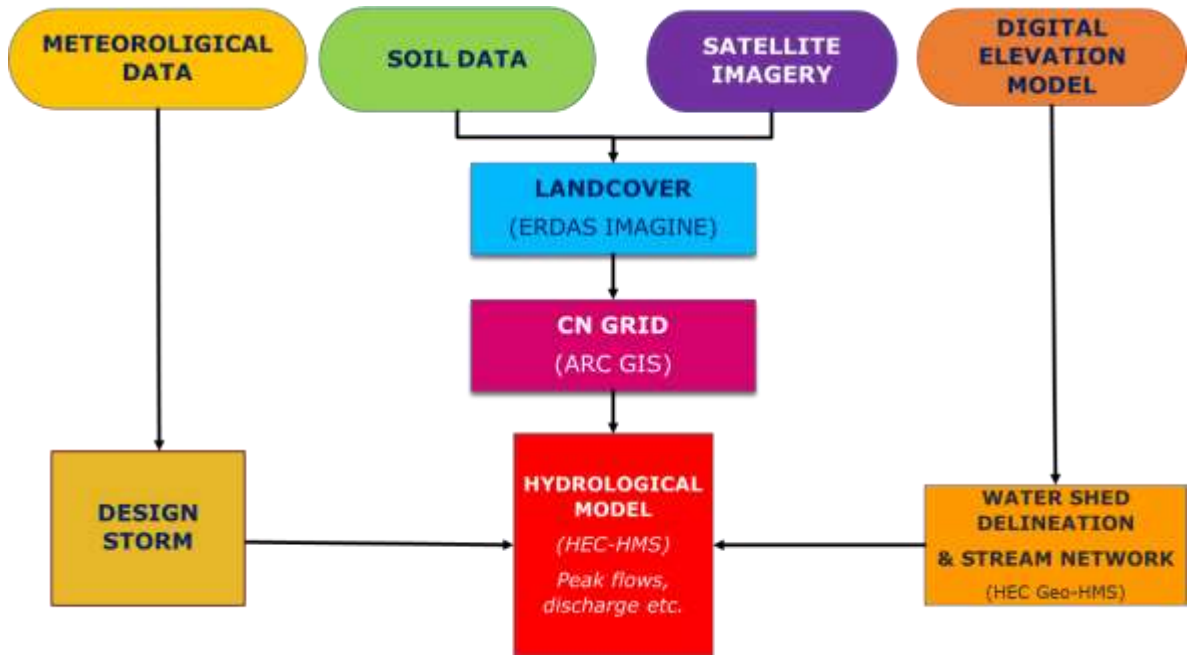 METEOROLIGICAL
DATA
SOIL DATA
SATELLITE
IMAGERY
DIGITAL
ELEVATION
MODEL
LANDCOVER
(ERDAS IMAGINE)
CN GRID
(ARC GIS)
DESIGN
STORM
HYDROLOGICAL
MODEL
(HEC-HMS)
Peak flows,
discharge etc.
WATER SHED
DELINEATION
& STREAM NETWORK
(HEC Geo-HMS)